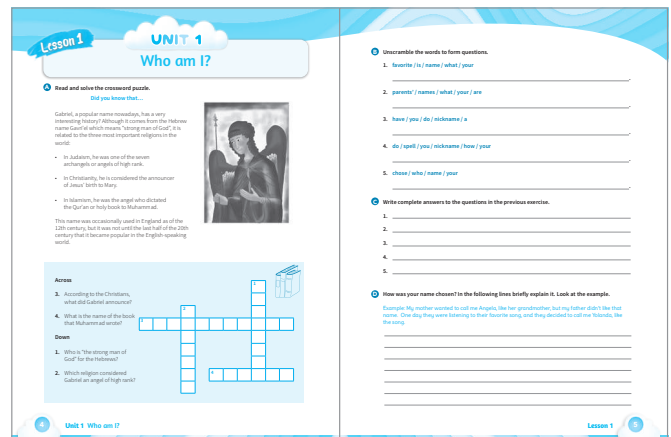 Lesson 1
UNIT 1
Who am I?
A Read and solve the crossword puzzle.
Did you know that...
Gabriel, a popular name nowadays, has a very
interesting history? Although it comes from the Hebrew
name Gavri'el which means "strong man of God", it is
related to the three most important religions in the
world:
• In Judaism, he was one of the seven
archangels or angels of high rank.
• In Christianity, he is considered the announcer
of Jesus' birth to Mary.
• In Islamism, he was the angel who dictated
the Qur'an or holy book to Muhammad.
This name was occasionally used in England as of the
12th century, but it was not until the last half of the 20th
century that it became popular in the English-speaking
world.
Across
3. According to the Christians,
what did Gabriel announce?
4. What is the name of the book
that Muhammad wrote?
Down
1. Who is "the strong man of
God" for the Hebrews?
2. Which religion considered
Gabriel an angel of high rank?
1
2
3
4
4 Unit 1 Who am I?
B Unscramble the words to form questions.
1. favorite / is / name / what / your
.
2. parents' / names / what / your / are
.
3. have / you / do / nickname / a
.
4. do / spell / you / nickname / how / your
.
5. chose / who / name / your
.
C Write complete answers to the questions in the previous exercise.
1.
2.
3.
4.
5.
D How was your name chosen? In the following lines briefly explain it. Look at the example.
Example: My mother wanted to call me Angela, like her grandmother, but my father didn't like that
name. One day they were listening to their favorite song, and they decided to call me Yolanda, like
the song.
Lesson 1 5